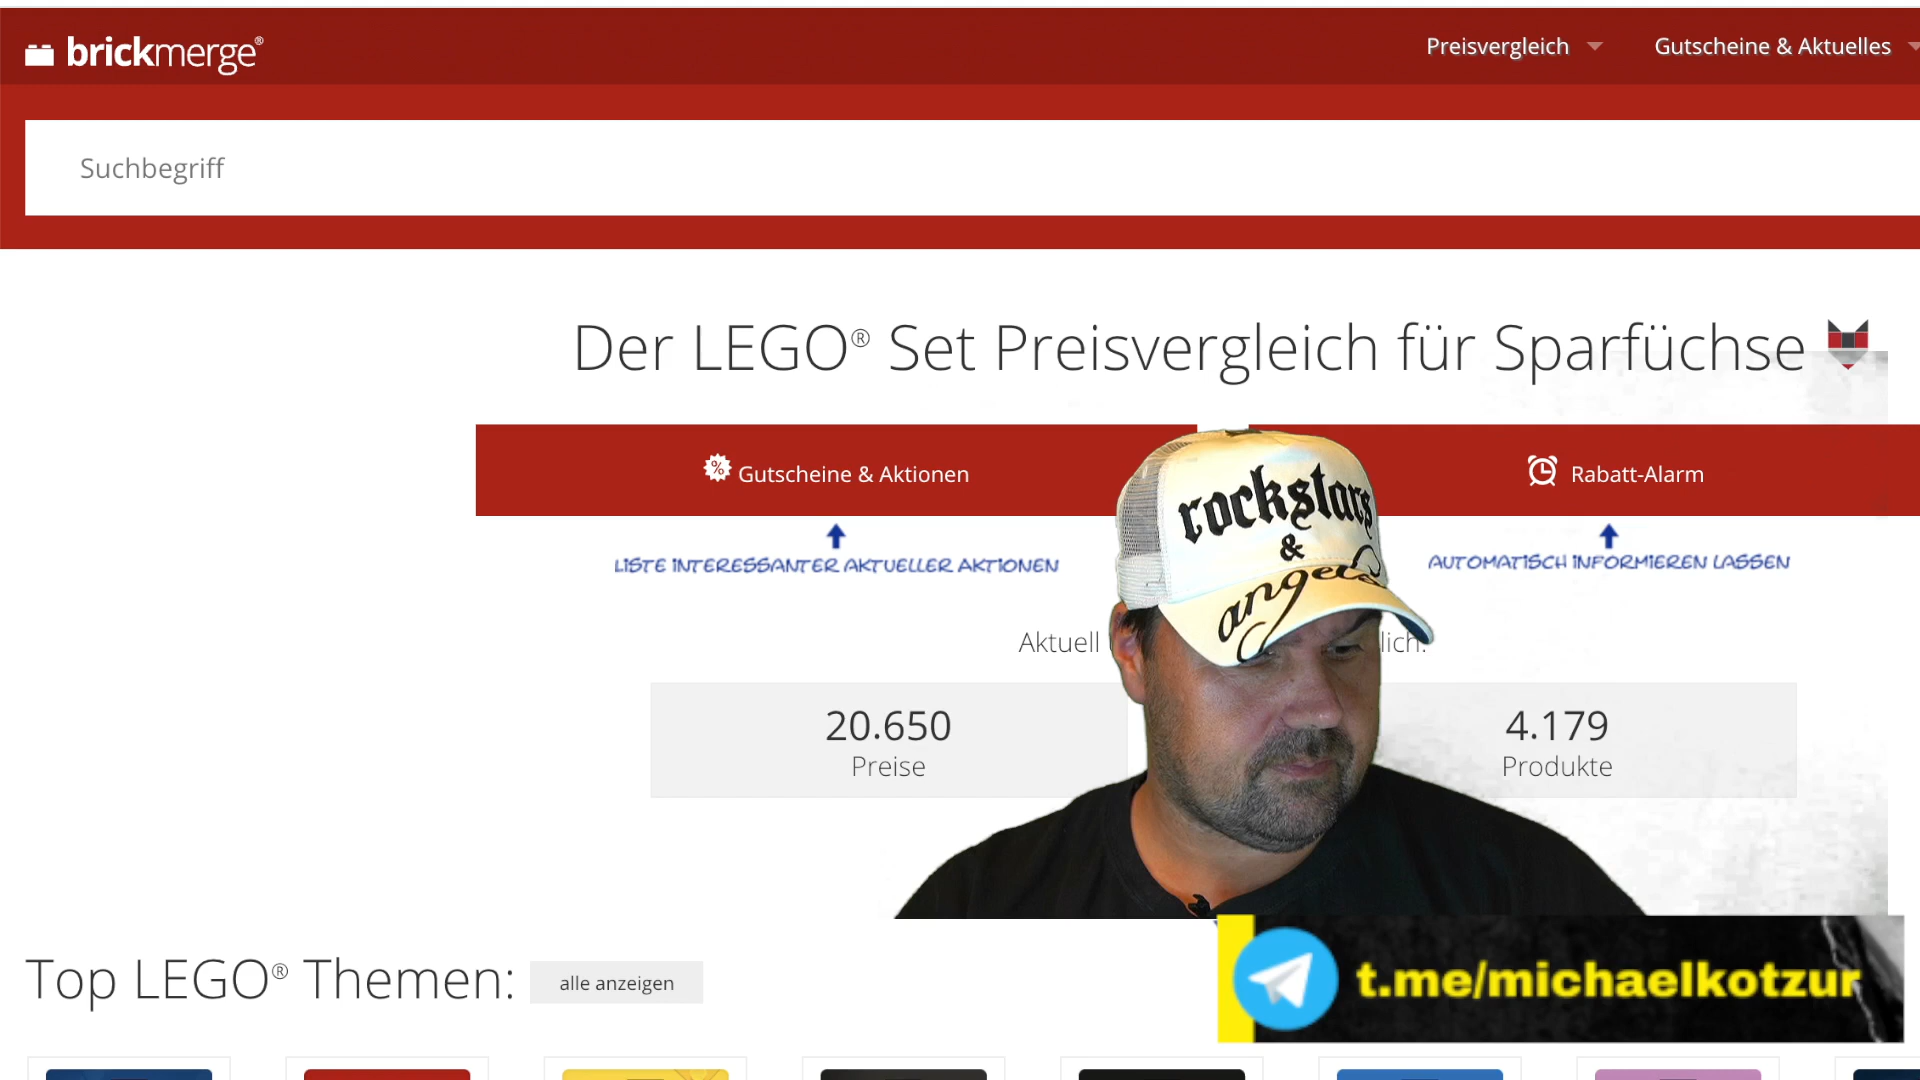 brickmerge®
Preisvergleich
Gutscheine & Aktuelles
Suchbegriff
Der LEGO® Set Preisvergleich für Sparfüchse
% Gutscheine & Aktionen
Rabatt-Alarm
LISTE INTERESSANTER AKTUELLER AKTIONEN
AUTOMATISCH INFORMIEREN LASSEN
rockstars
&
angels
Aktuell
lich:
20.650
Preise
4.179
Produkte
Top LEGO® Themen:
alle anzeigen
t.me/michaelkotzur